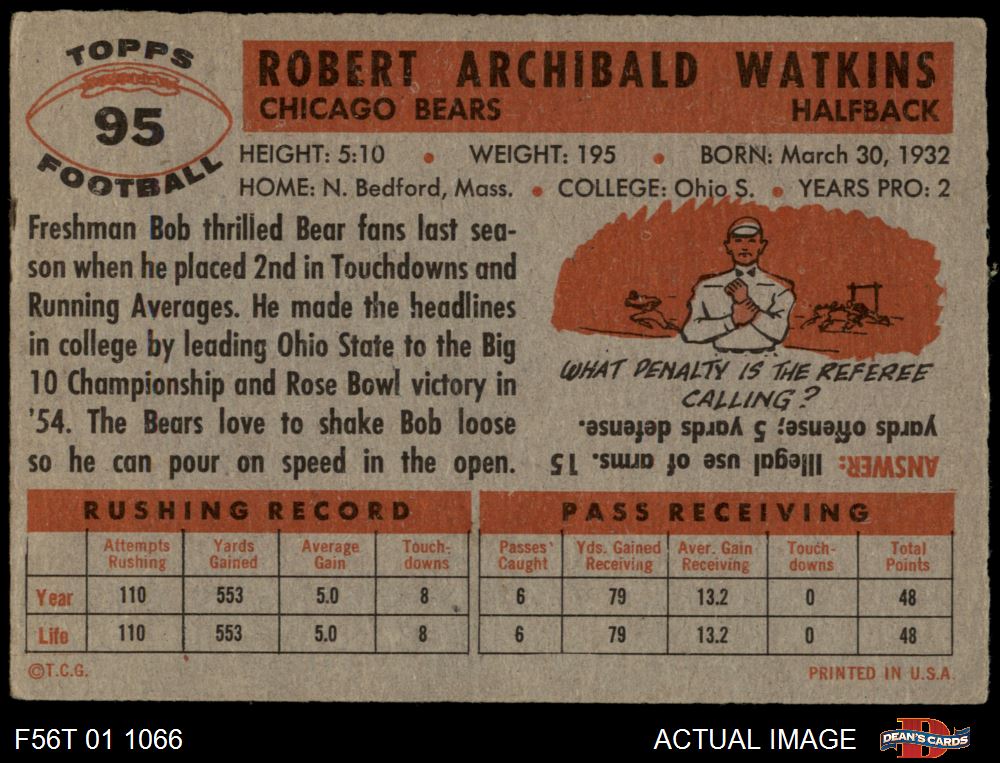 TOPPS
95
FOOTBALL
ROBERT ARCHIBALD WATKINS
CHICAGO BEARS HALFBACK
HEIGHT: 5:10 • WEIGHT: 195 • BORN: March 30, 1932
HOME: N. Bedford, Mass. • COLLEGE: Ohio S. • YEARS PRO: 2
Freshman Bob thrilled Bear fans last sea-
son when he placed 2nd in Touchdowns and
Running Averages. He made the headlines
in college by leading Ohio State to the Big
10 Championship and Rose Bowl victory in
'54. The Bears love to shake Bob loose
so he can pour on speed in the open.
WHAT PENALTY IS THE REFEREE
CALLING?
ANSWER: Illegal use of arms. 15
yards offense; 5 yards defense.
RUSHING RECORD
Attempts Rushing Yards Gained Average Gain Touch-downs
Year 110 553 5.0 8
Life 110 553 5.0 8
PASS RECEIVING
Passes Caught Yds. Gained Receiving Aver. Gain Receiving Touch-downs Total Points
6 79 13.2 0 48
6 79 13.2 0 48
©T.C.G. PRINTED IN U.S.A.
F56T 01 1066 ACTUAL IMAGE
D
DEAN'S CARDS